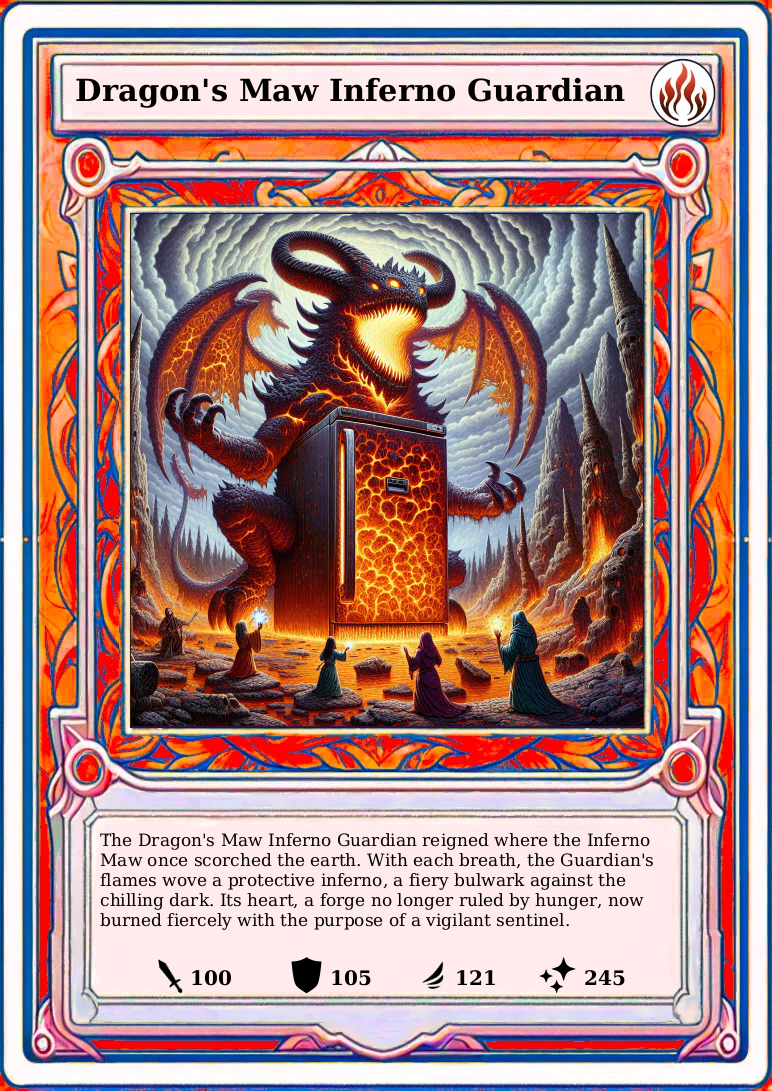 Dragon's Maw Inferno Guardian
The Dragon's Maw Inferno Guardian reigned where the Inferno
Maw once scorched the earth. With each breath, the Guardian's
flames wove a protective inferno, a fiery bulwark against the
chilling dark. Its heart, a forge no longer ruled by hunger, now
burned fiercely with the purpose of a vigilant sentinel.
100 105 121 245